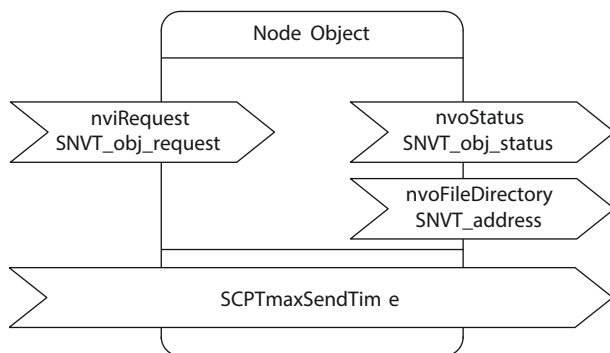 Node Object
nviRequest
SNVT_obj_request
nvoStatus
SNVT_obj_status
nvoFileDirectory
SNVT_address
SCPTmaxSendTim e